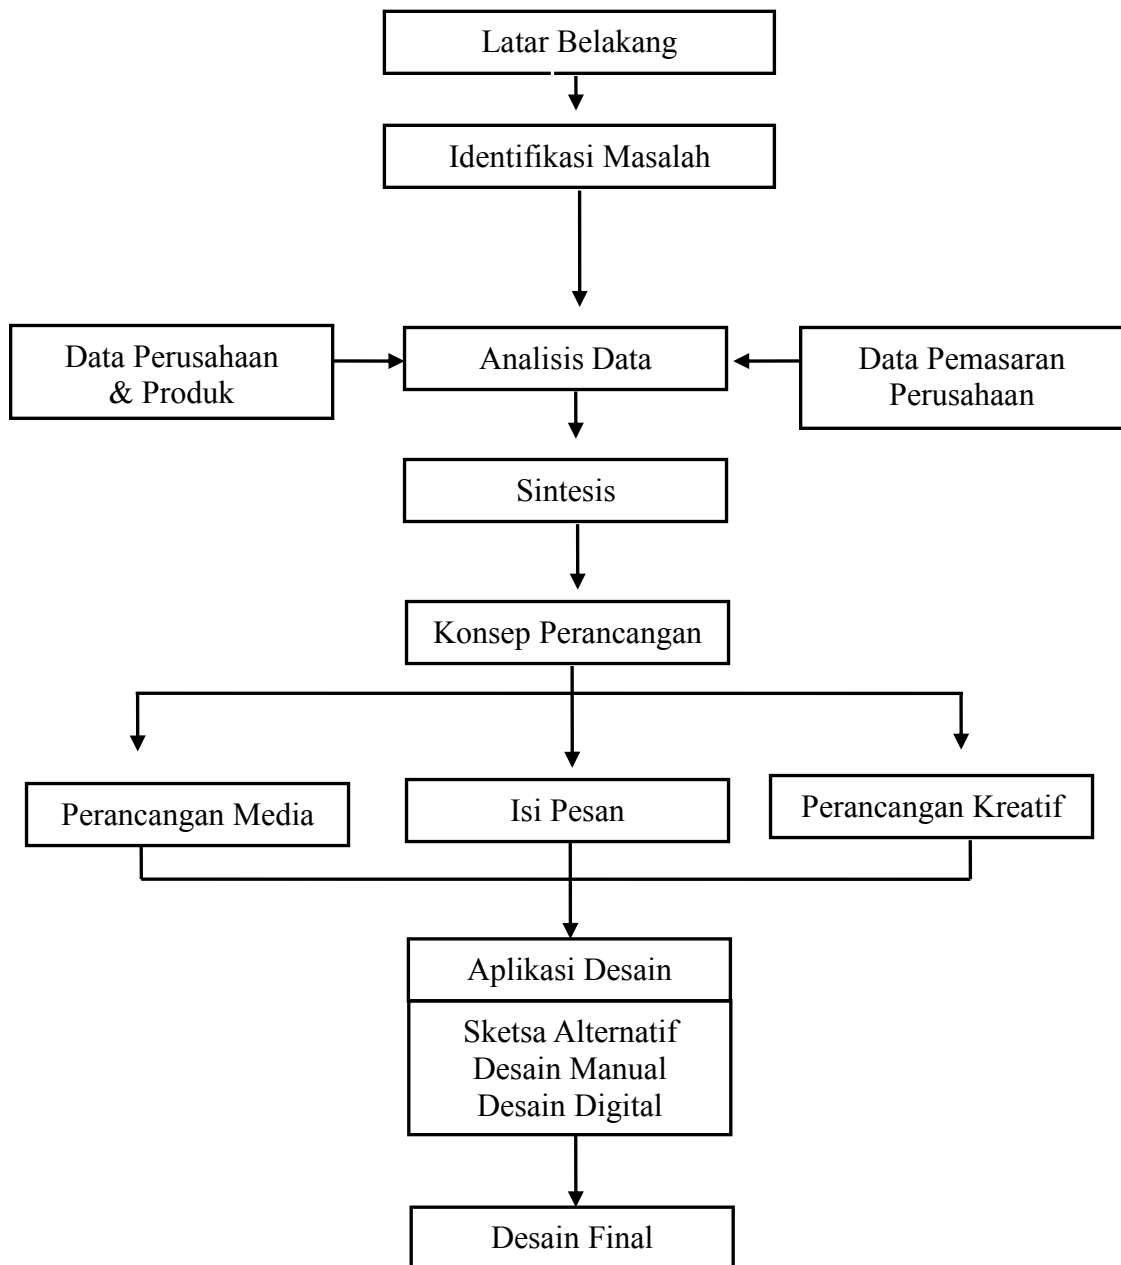 Latar Belakang
Identifikasi Masalah
Data Perusahaan
& Produk
Analisis Data
Data Pemasaran
Perusahaan
Sintesis
Konsep Perancangan
Perancangan Media
Isi Pesan
Perancangan Kreatif
Aplikasi Desain
Sketsa Alternatif
Desain Manual
Desain Digital
Desain Final